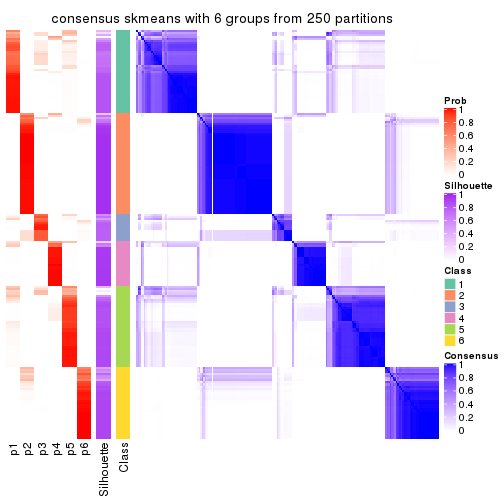 consensus skmeans with 6 groups from 250 partitions
Prob
1
0.8
0.6
0.4
0.2
0
Silhouette
1
0.8
0.6
0.4
0.2
0
Class
1
2
3
4
5
6
Consensus
1
0.8
0.6
0.4
0.2
0
p1
p2
p3
p4
p5
p6
Silhouette
Class